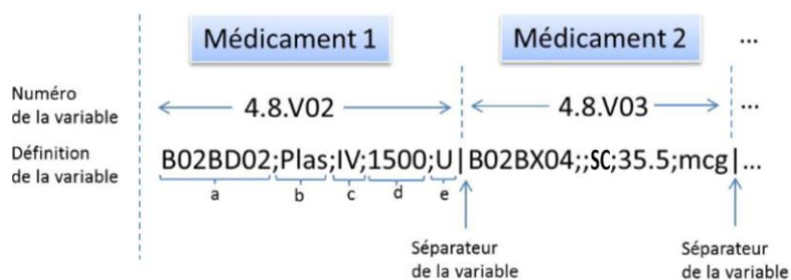 Médicament 1 Médicament 2 ...
Numéro
de la variable
4.8.V02 4.8.V03 ...
Définition
de la variable
B02BD02;Plas;IV;1500;U|B02BX04;;SC;35.5;mcg|...
a b c d e
Séparateur
de la variable
Séparateur
de la variable